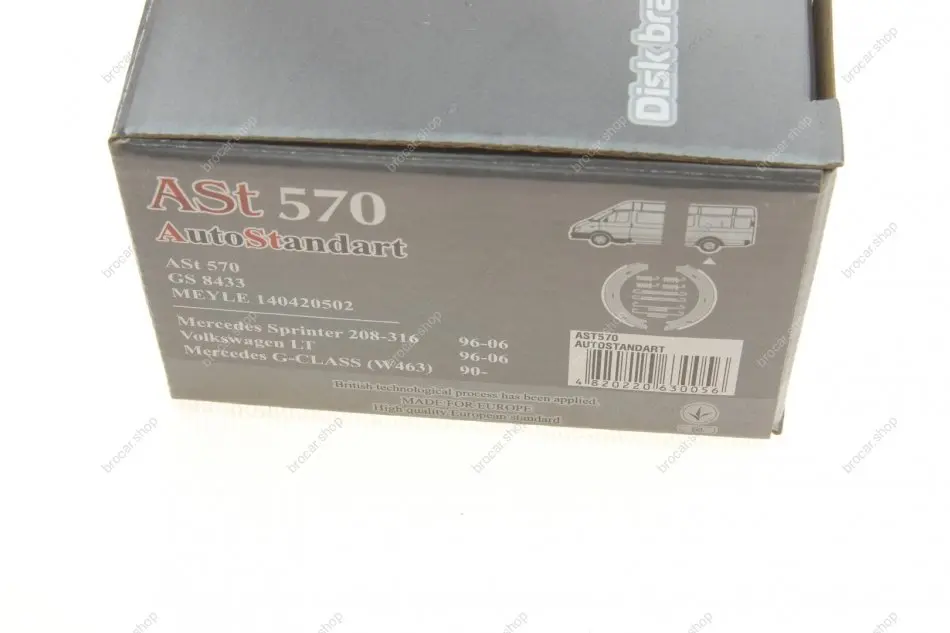 Disk bra
ASt 570
AutoStandart
ASt 570
GS 8433
MEYLE 140420502
Mercedes Sprinter 208-316 96-06
Volkswagen LT 96-06
Mercedes G-CLASS (W463) 90-
AST570
AUTOSTANDART
4 820220 630056
British technological process has been applied.
MADE FOR EUROPE
High quality European standard
brocar.shop